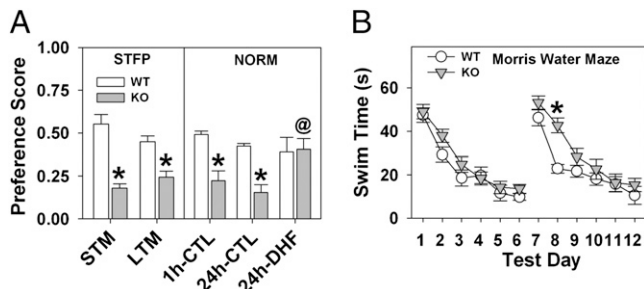 A
Preference Score
1.00
0.75
0.50
0.25
0.00
STFP
NORM
WT
KO
*
*
*
*
@
STM
LTM
1h-CTL
24h-CTL
24h-DHF
B
Swim Time (s)
60
40
20
0
WT
KO
Morris Water Maze
*
1 2 3 4 5 6 7 8 9 10 11 12
Test Day